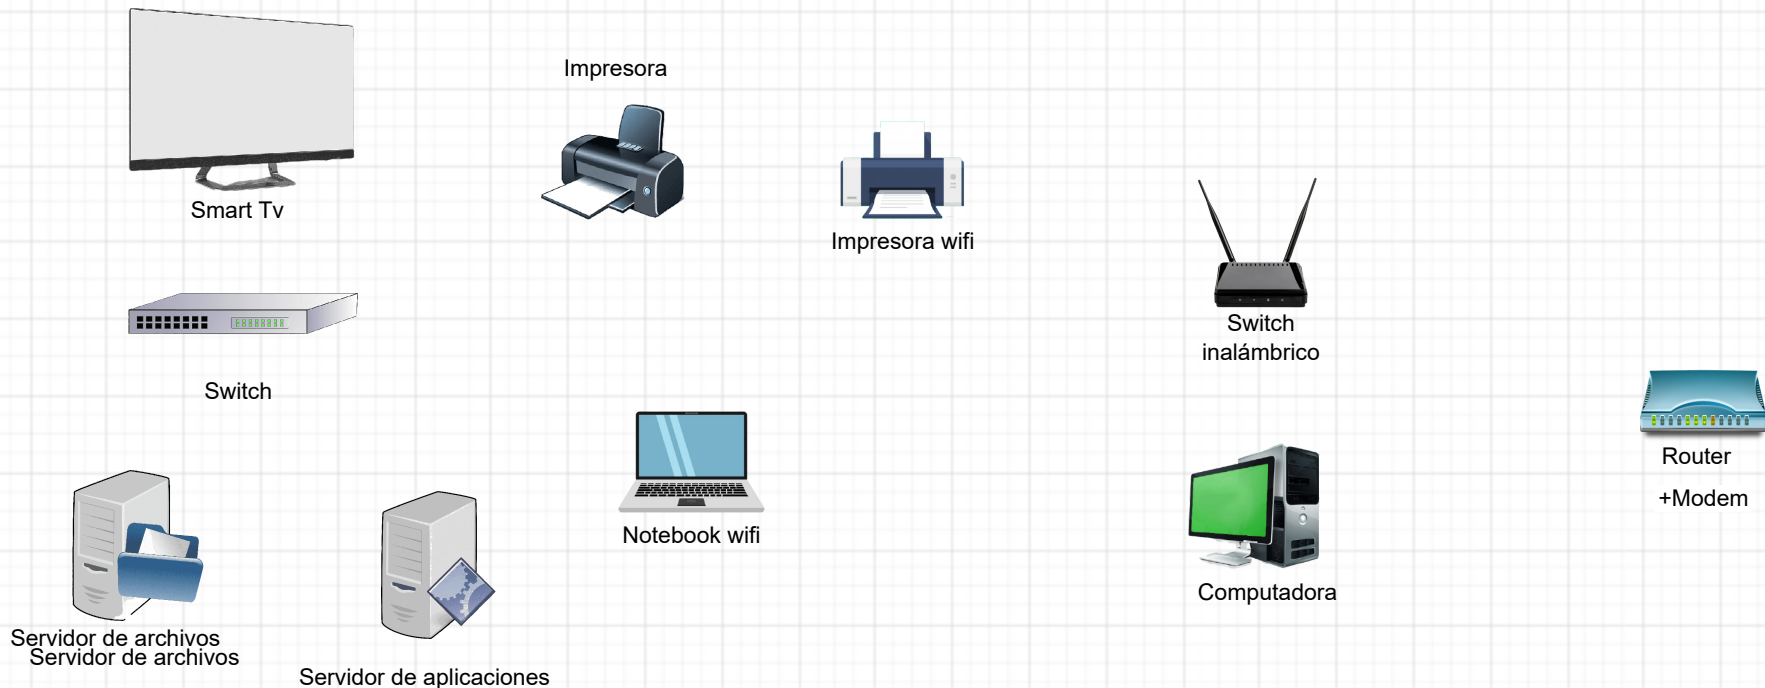 Impresora
Smart Tv
Impresora wifi
Switch
inalámbrico
Switch
Router
+Modem
Notebook wifi
Computadora
Servidor de archivos
Servidor de archivos
Servidor de aplicaciones